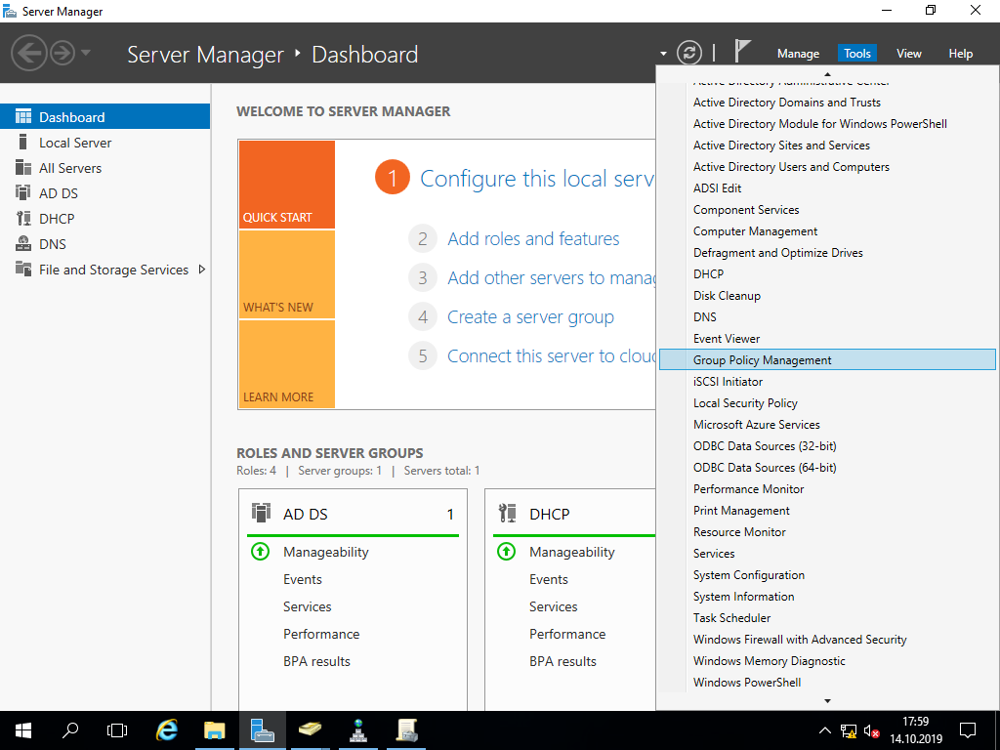 Server Manager
Server Manager Dashboard
Manage Tools View Help
Dashboard
Local Server
All Servers
AD DS
DHCP
DNS
File and Storage Services
WELCOME TO SERVER MANAGER
QUICK START
WHAT'S NEW
LEARN MORE
1 Configure this local serv
2 Add roles and features
3 Add other servers to manag
4 Create a server group
5 Connect this server to clou
ROLES AND SERVER GROUPS
Roles: 4 | Server groups: 1 | Servers total: 1
AD DS 1
Manageability
Events
Services
Performance
BPA results
DHCP
Manageability
Events
Services
Performance
BPA results
Active Directory Administrative Center
Active Directory Domains and Trusts
Active Directory Module for Windows PowerShell
Active Directory Sites and Services
Active Directory Users and Computers
ADSI Edit
Component Services
Computer Management
Defragment and Optimize Drives
DHCP
Disk Cleanup
DNS
Event Viewer
Group Policy Management
iSCSI Initiator
Local Security Policy
Microsoft Azure Services
ODBC Data Sources (32-bit)
ODBC Data Sources (64-bit)
Performance Monitor
Print Management
Resource Monitor
Services
System Configuration
System Information
Task Scheduler
Windows Firewall with Advanced Security
Windows Memory Diagnostic
Windows PowerShell
17:59
14.10.2019